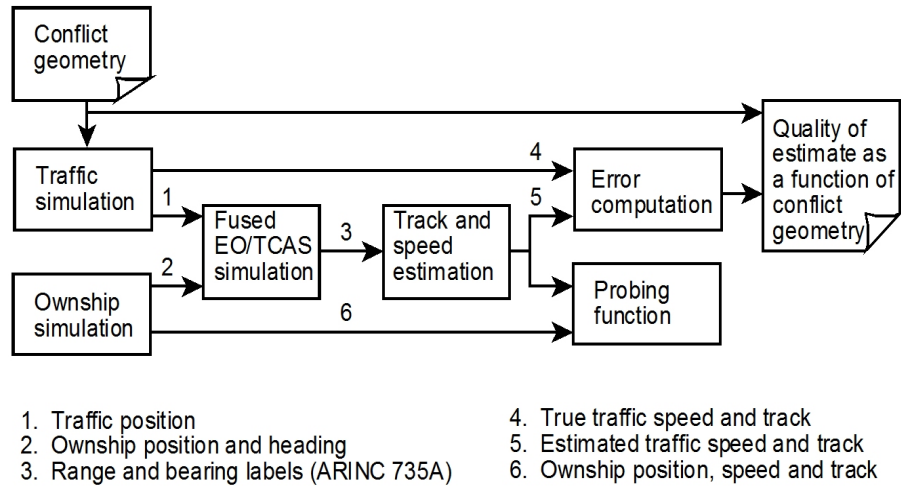 Conflict
geometry
Traffic
simulation
Ownship
simulation
1
2
Fused
EO/TCAS
simulation
3
Track and
speed
estimation
4
5
6
Error
computation
Probing
function
Quality of
estimate as
a function of
conflict
geometry
1. Traffic position
2. Ownship position and heading
3. Range and bearing labels (ARINC 735A)
4. True traffic speed and track
5. Estimated traffic speed and track
6. Ownship position, speed and track